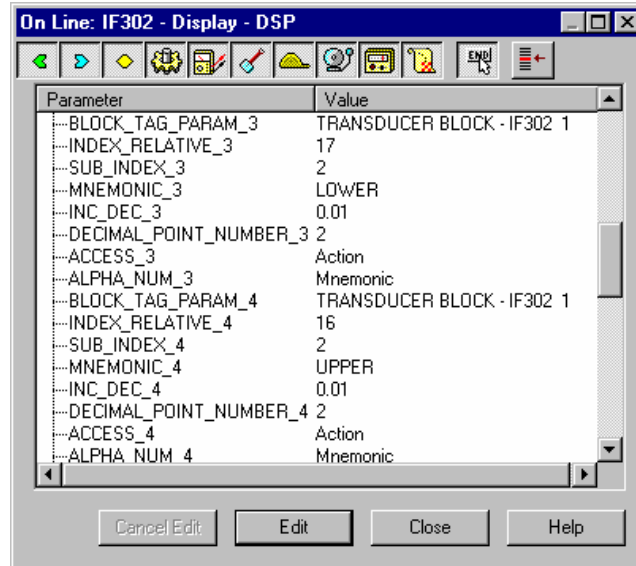 On Line: IF302 - Display - DSP
END
Parameter Value
BLOCK_TAG_PARAM_3 TRANSDUCER BLOCK - IF302 1
INDEX_RELATIVE_3 17
SUB_INDEX_3 2
MNEMONIC_3 LOWER
INC_DEC_3 0.01
DECIMAL_POINT_NUMBER_3 2
ACCESS_3 Action
ALPHA_NUM_3 Mnemonic
BLOCK_TAG_PARAM_4 TRANSDUCER BLOCK - IF302 1
INDEX_RELATIVE_4 16
SUB_INDEX_4 2
MNEMONIC_4 UPPER
INC_DEC_4 0.01
DECIMAL_POINT_NUMBER_4 2
ACCESS_4 Action
ALPHA_NUM_4 Mnemonic
Cancel Edit Edit Close Help